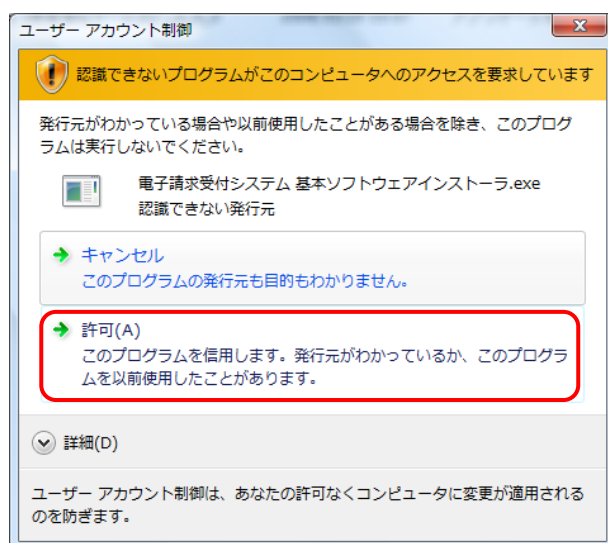 ユーザー アカウント制御
認識できないプログラムがこのコンピュータへのアクセスを要求しています
発行元がわかっている場合や以前使用したことがある場合を除き、このプログ
ラムは実行しないでください。
電子請求受付システム 基本ソフトウェアインストーラ.exe
認識できない発行元
キャンセル
このプログラムの発行元も目的もわかりません。
許可(A)
このプログラムを信用します。発行元がわかっているか、このプログラ
ムを以前使用したことがあります。
詳細(D)
ユーザー アカウント制御は、あなたの許可なくコンピュータに変更が適用される
のを防ぎます。